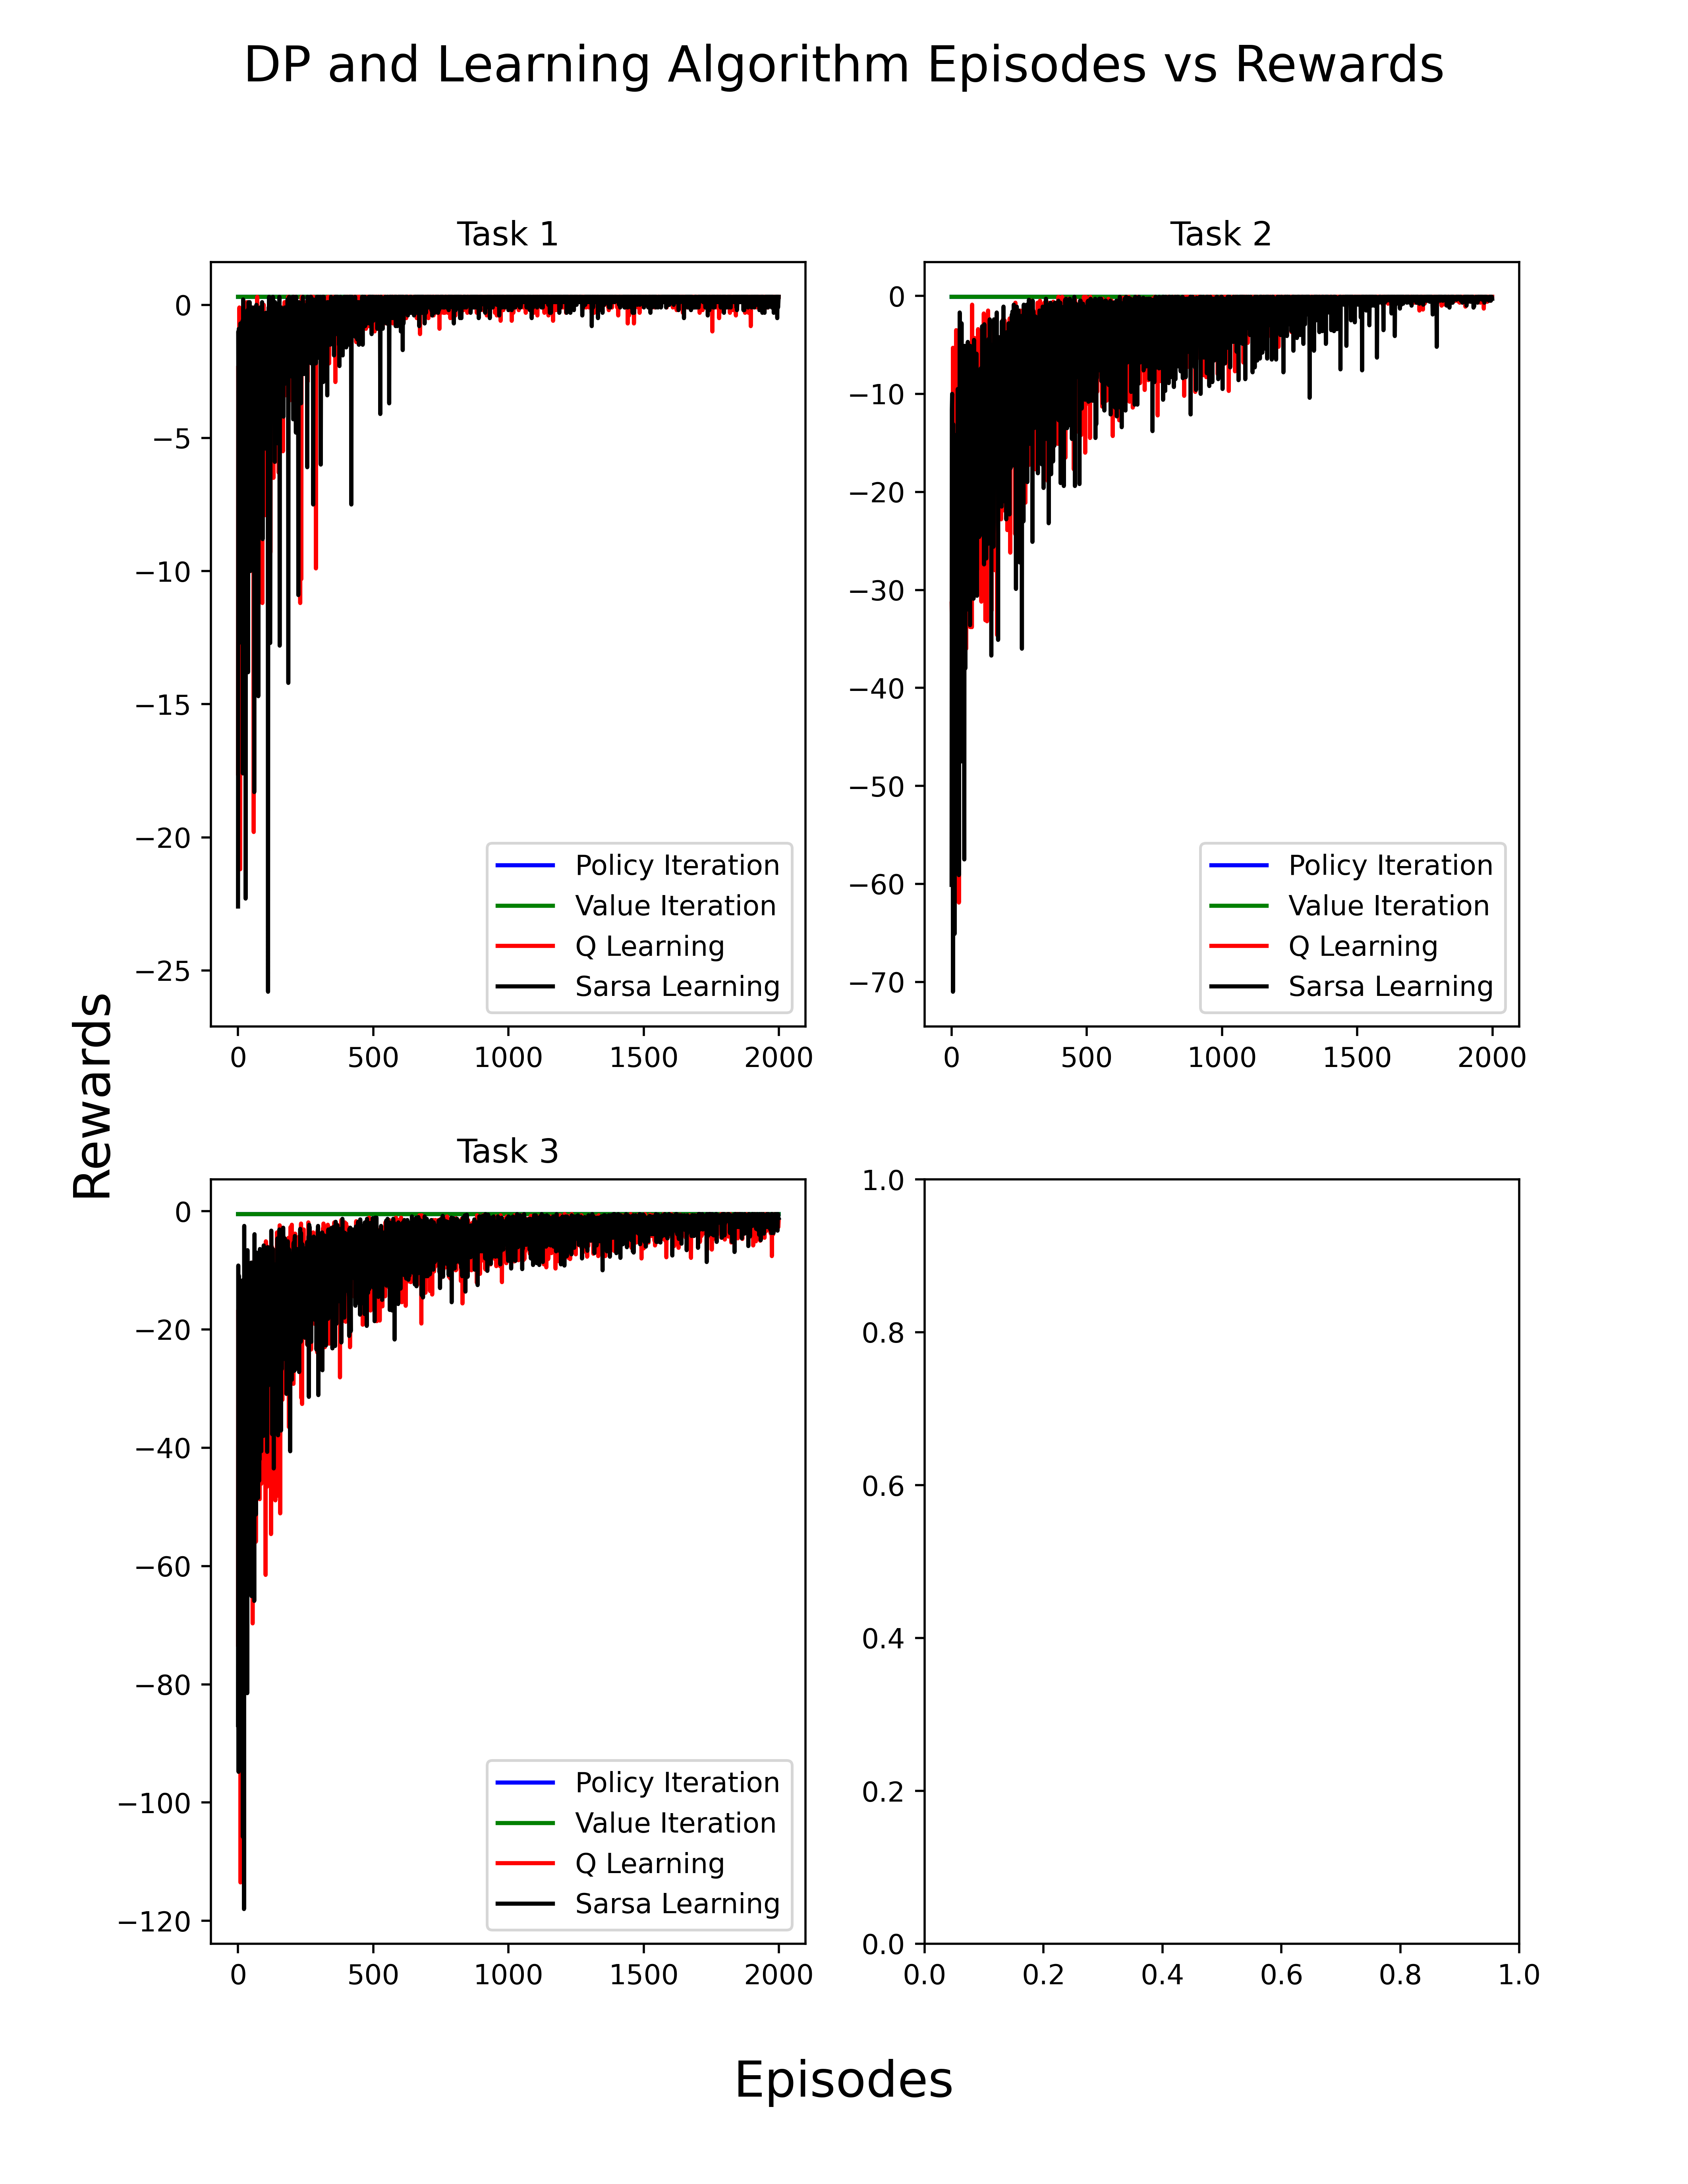 DP and Learning Algorithm Episodes vs Rewards
Task 1
0
−5
−10
−15
−20
−25
0 500 1000 1500 2000
Policy Iteration
Value Iteration
Q Learning
Sarsa Learning
Task 2
0
−10
−20
−30
−40
−50
−60
−70
0 500 1000 1500 2000
Policy Iteration
Value Iteration
Q Learning
Sarsa Learning
Rewards
Task 3
0
−20
−40
−60
−80
−100
−120
0 500 1000 1500 2000
Policy Iteration
Value Iteration
Q Learning
Sarsa Learning
1.0
0.8
0.6
0.4
0.2
0.0
0.0 0.2 0.4 0.6 0.8 1.0
Episodes